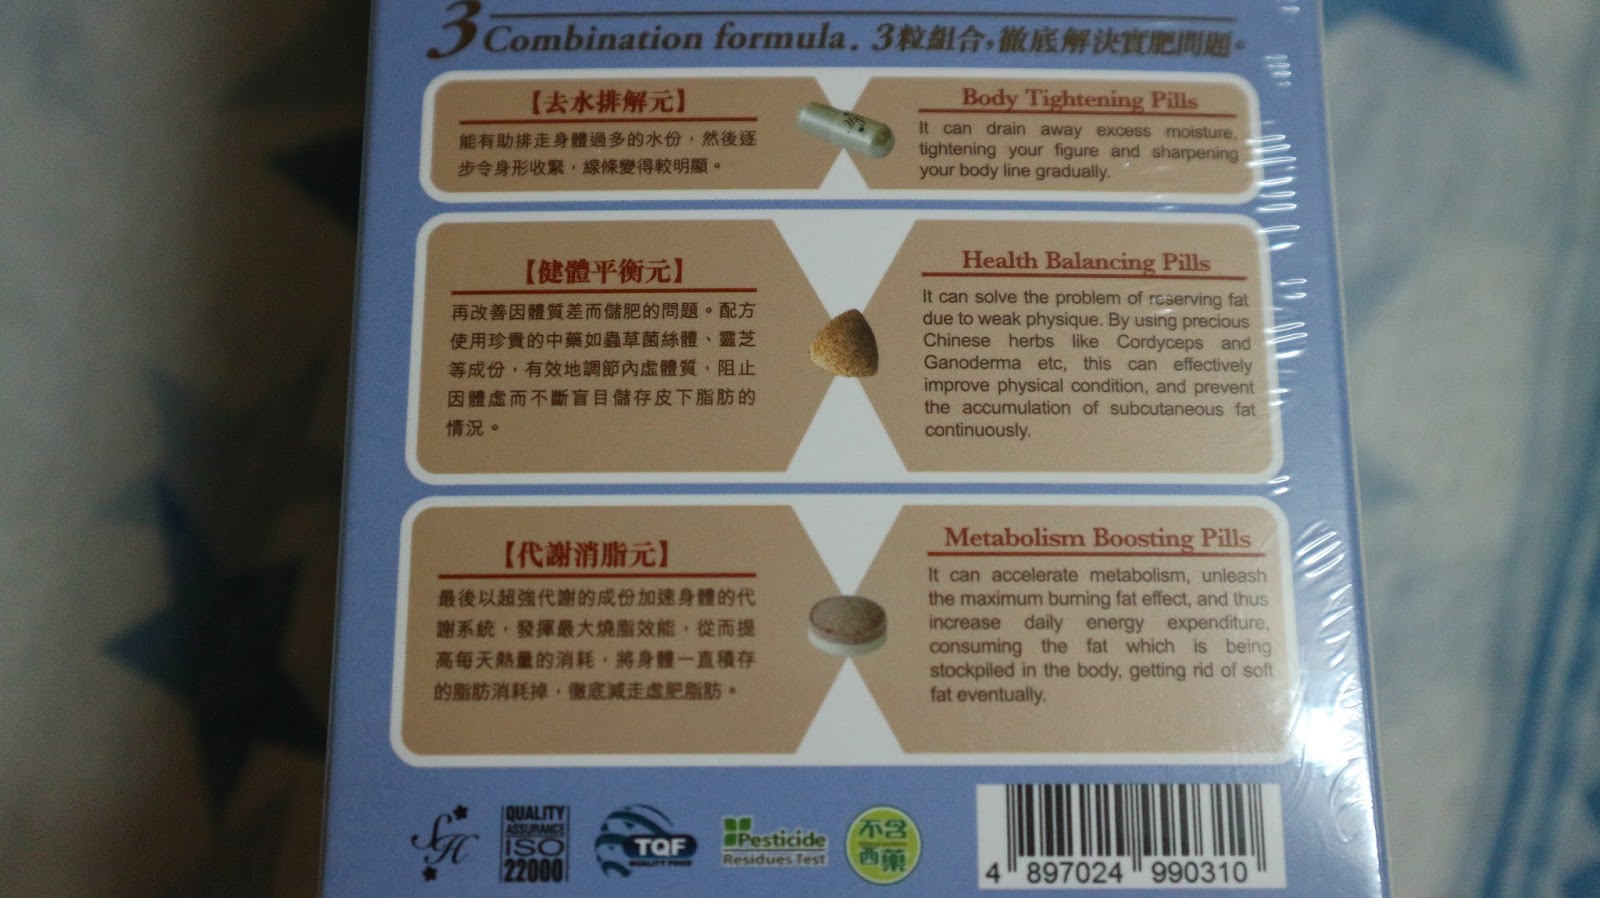 3 Combination formula. 3粒組合,徹底解決實肥問題。
【去水排解元】
能有助排走身體過多的水份,然後逐
步令身形收緊,線條變得較明顯。
Body Tightening Pills
It can drain away excess moisture,
tightening your figure and sharpening
your body line gradually.
【健體平衡元】
再改善因體質差而儲肥的問題。配方
使用珍貴的中藥如蟲草菌絲體、靈芝
等成份,有效地調節內虛體質,阻止
因體虛而不斷盲目儲存皮下脂肪的
情況。
Health Balancing Pills
It can solve the problem of reserving fat
due to weak physique. By using precious
Chinese herbs like Cordyceps and
Ganoderma etc, this can effectively
improve physical condition, and prevent
the accumulation of subcutaneous fat
continuously.
【代謝消脂元】
最後以超強代謝的成份加速身體的代
謝系統,發揮最大燒脂效能,從而提
高每天熱量的消耗,將身體一直積存
的脂肪消耗掉,徹底減走虛肥脂肪。
Metabolism Boosting Pills
It can accelerate metabolism, unleash
the maximum burning fat effect, and thus
increase daily energy expenditure,
consuming the fat which is being
stockpiled in the body, getting rid of soft
fat eventually.
SH
QUALITY
ASSURANCE
ISO
22000
TQF
QUALITY FOOD
Pesticide
Residues Test
不含
西藥
4 897024 990310